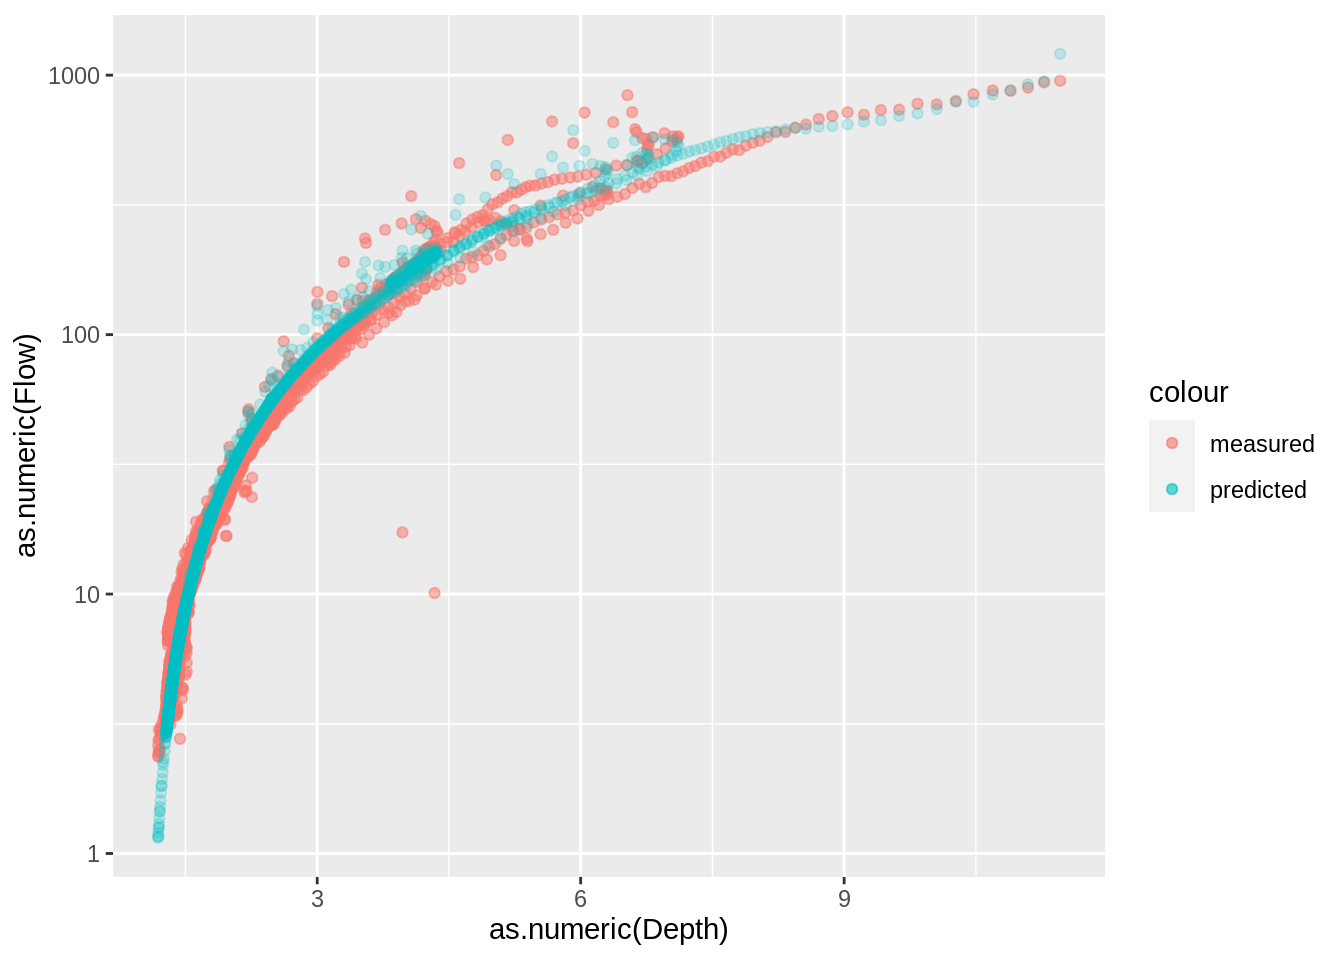 1000
100
10
1
3
6
9
as.numeric(Depth)
as.numeric(Flow)
colour
measured
predicted